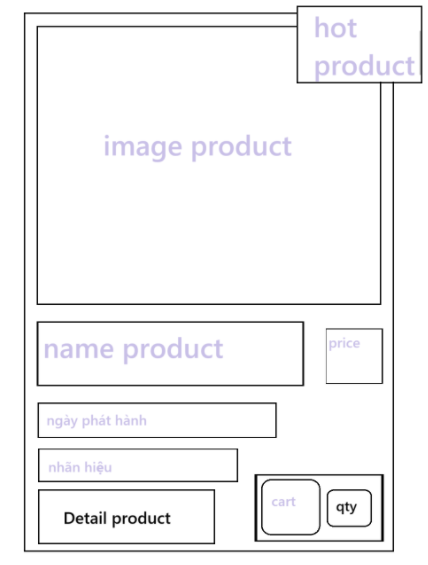 hot
product
image product
name product
price
ngày phát hành
nhãn hiệu
cart
qty
Detail product